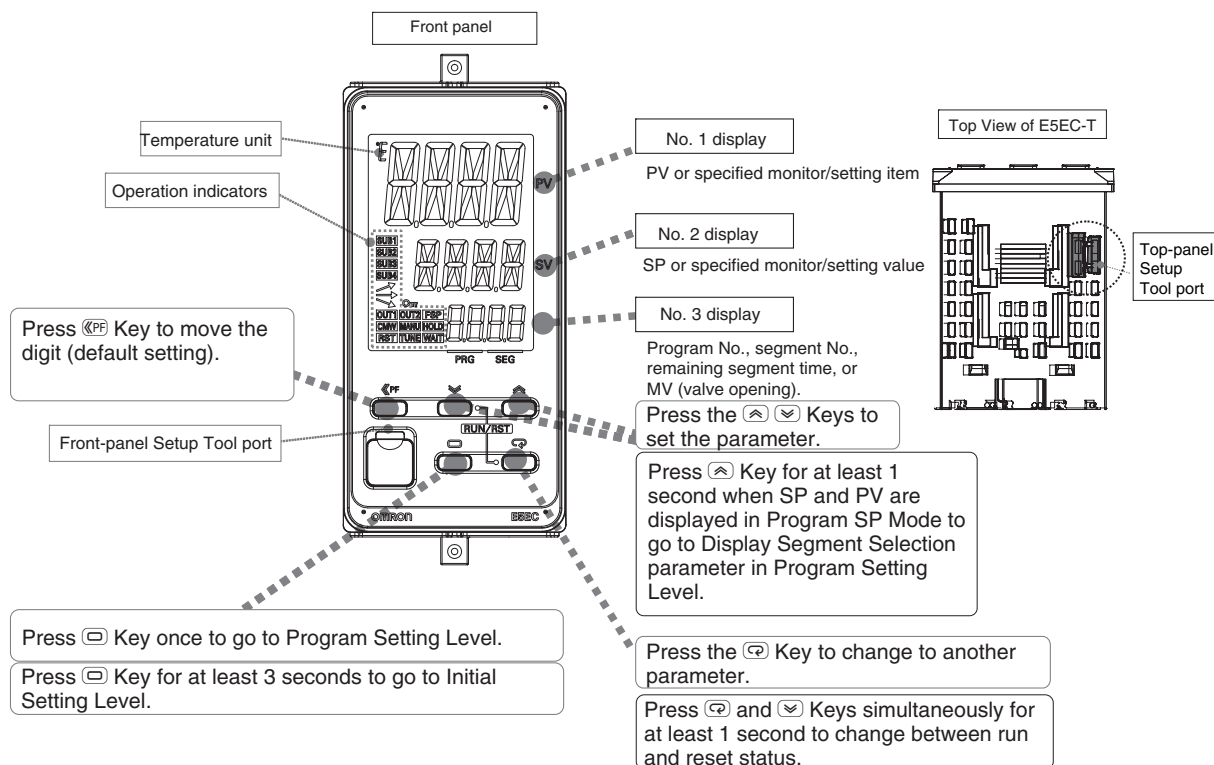 Front panel
Temperature unit
Operation indicators
Press «PF Key to move the
digit (default setting).
Front-panel Setup Tool port
°F
PV
SUB1
SUB2
SUB3
SUB4
SV
OUT1 OUT2 FSP
CMW MANU HOLD
RST TUNE WAIT
PRG SEG
«PF
RUN/RST
OMRON E5EC
No. 1 display
PV or specified monitor/setting item
No. 2 display
SP or specified monitor/setting value
No. 3 display
Program No., segment No.,
remaining segment time, or
MV (valve opening).
Press the Keys to
set the parameter.
Press Key for at least 1
second when SP and PV are
displayed in Program SP Mode to
go to Display Segment Selection
parameter in Program Setting
Level.
Top View of E5EC-T
Top-panel
Setup
Tool port
Press Key once to go to Program Setting Level.
Press Key for at least 3 seconds to go to Initial
Setting Level.
Press the Key to change to another
parameter.
Press and Keys simultaneously for
at least 1 second to change between run
and reset status.